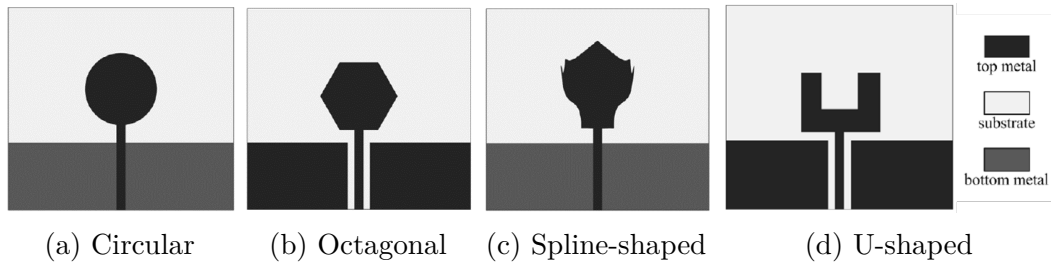 top metal
substrate
bottom metal
(a) Circular
(b) Octagonal
(c) Spline-shaped
(d) U-shaped